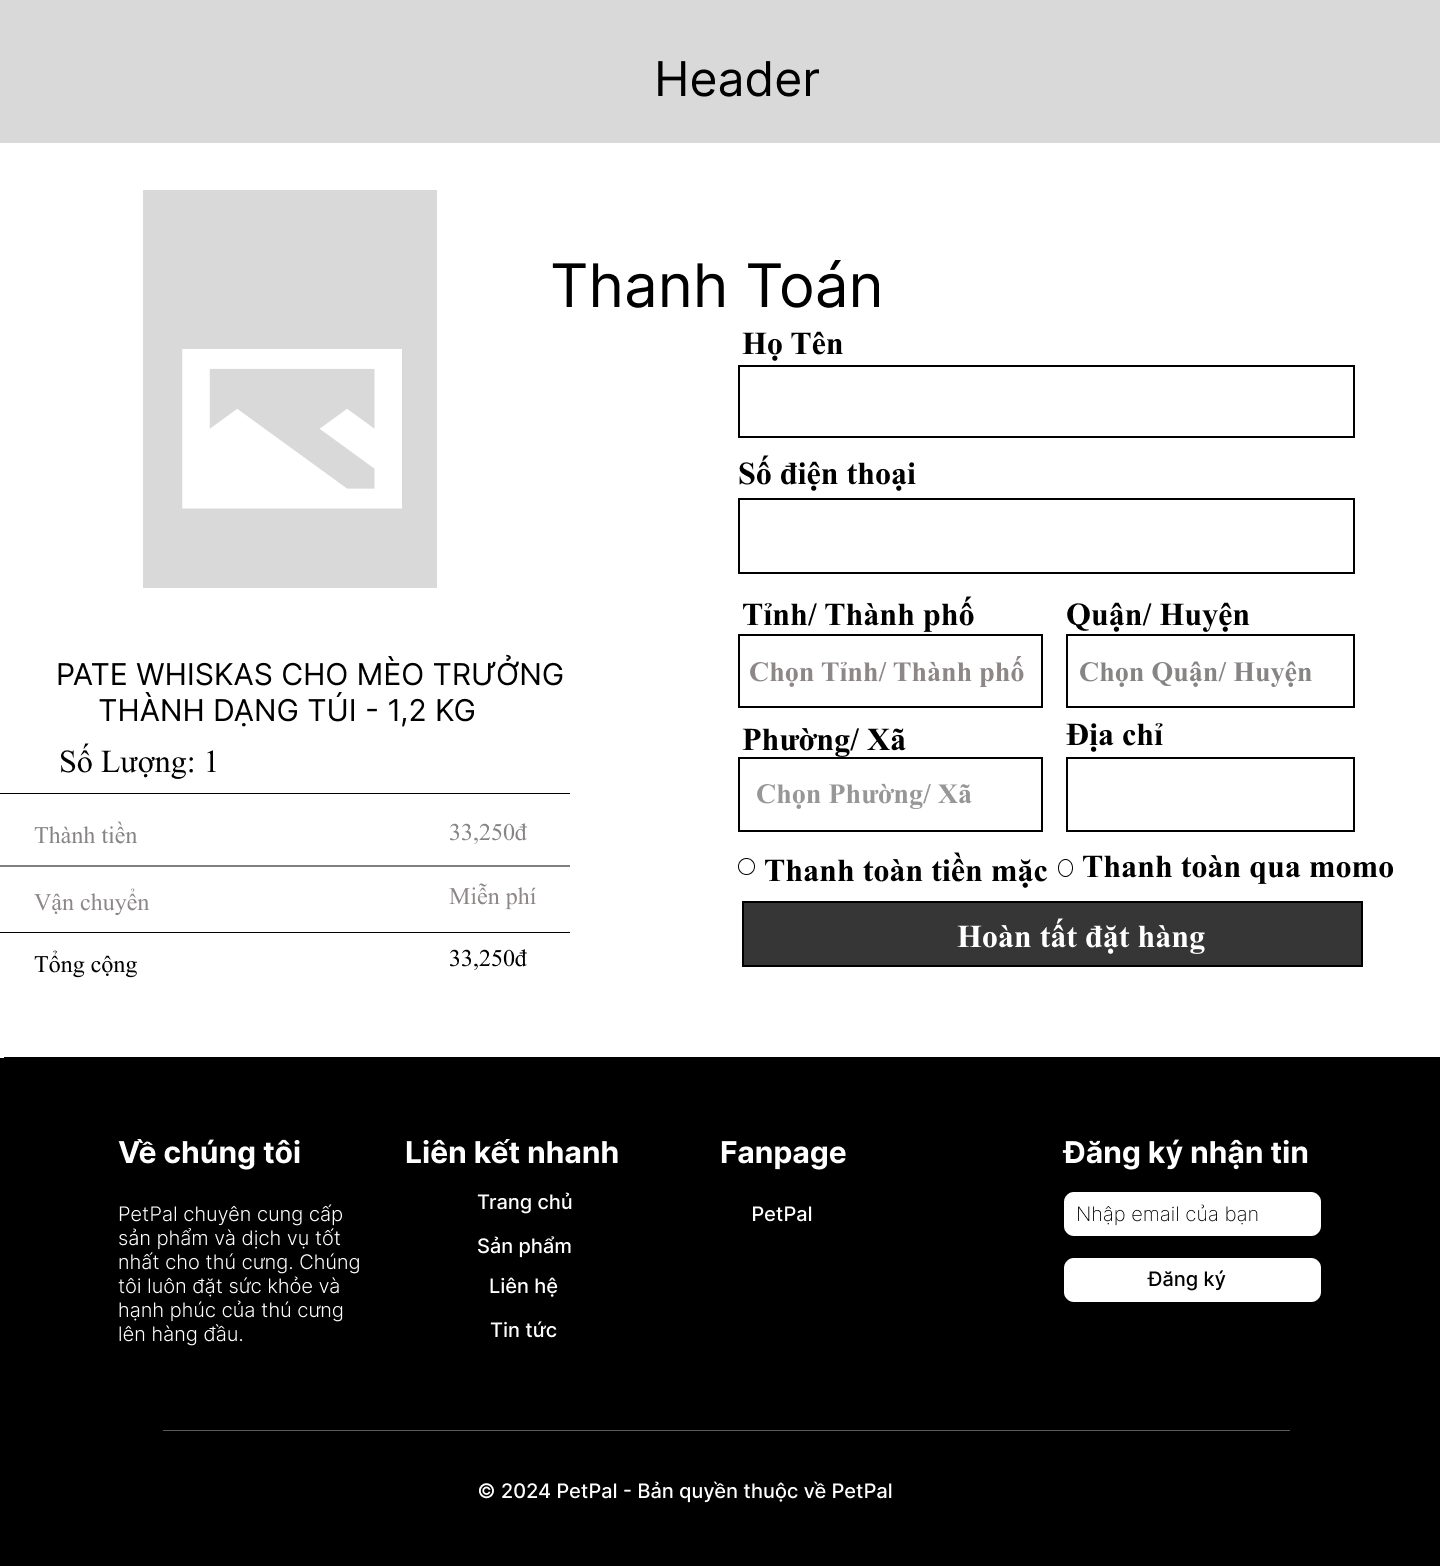 Header
Thanh Toán
PATE WHISKAS CHO MÈO TRƯỞNG
THÀNH DẠNG TÚI - 1,2 KG
Số Lượng: 1
Thành tiền 33,250đ
Vận chuyển Miễn phí
Tổng cộng 33,250đ
Họ Tên
Số điện thoại
Tỉnh/ Thành phố Quận/ Huyện
Chọn Tỉnh/ Thành phố Chọn Quận/ Huyện
Phường/ Xã Địa chỉ
Chọn Phường/ Xã
Thanh toàn tiền mặc Thanh toàn qua momo
Hoàn tất đặt hàng
Về chúng tôi
PetPal chuyên cung cấp
sản phẩm và dịch vụ tốt
nhất cho thú cưng. Chúng
tôi luôn đặt sức khỏe và
hạnh phúc của thú cưng
lên hàng đầu.
Liên kết nhanh
Trang chủ
Sản phẩm
Liên hệ
Tin tức
Fanpage
PetPal
Đăng ký nhận tin
Nhập email của bạn
Đăng ký
© 2024 PetPal - Bản quyền thuộc về PetPal